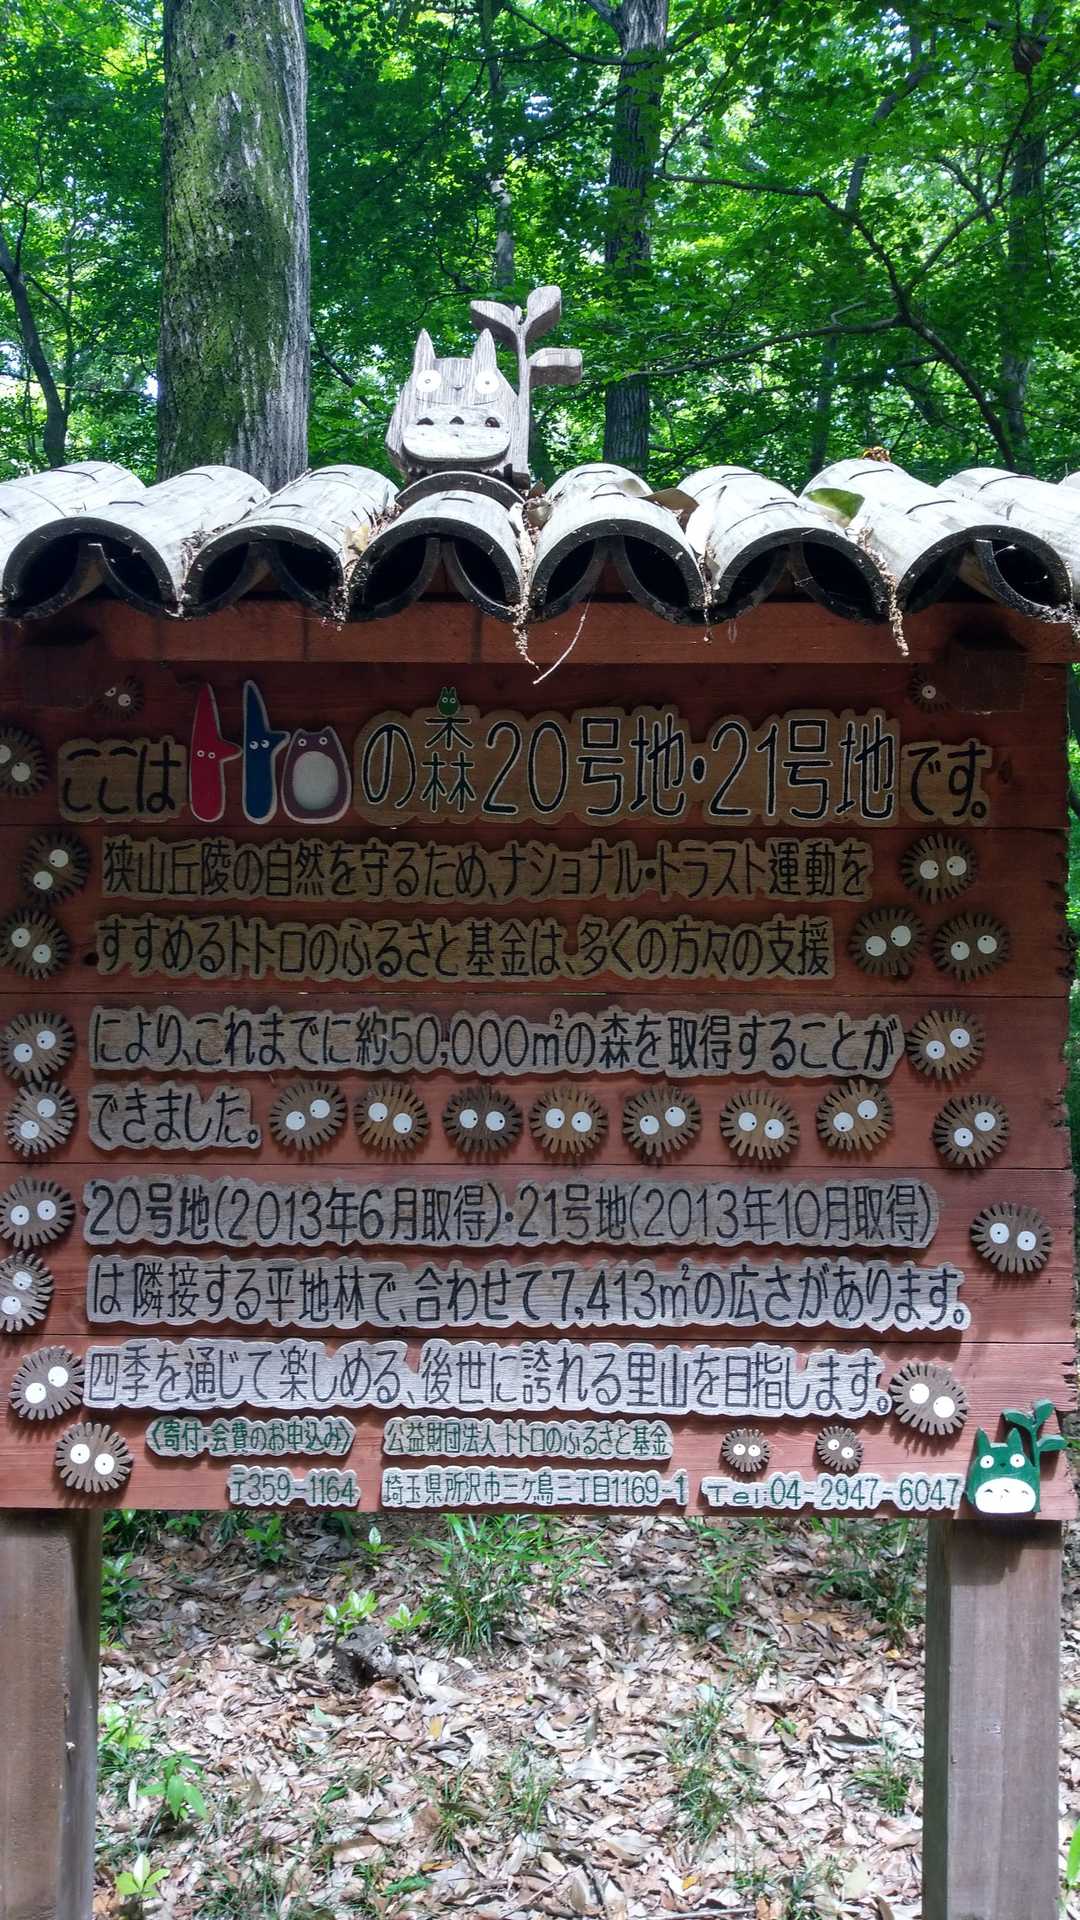 ここはトトロの森20号地・21号地です。
狭山丘陵の自然を守るため、ナショナル・トラスト運動を
すすめるトトロのふるさと基金は、多くの方々の支援
により、これまでに約50,000㎡の森を取得することが
できました。
20号地(2013年6月取得)・21号地(2013年10月取得)
は隣接する平地林で、合わせて7,413㎡の広さがあります。
四季を通じて楽しめる、後世に誇れる里山を目指します。
〈寄付・会費のお申込み〉 公益財団法人 トトロのふるさと基金
〒359-1164 埼玉県所沢市三ケ島三丁目1169-1 Tel:04-2947-6047